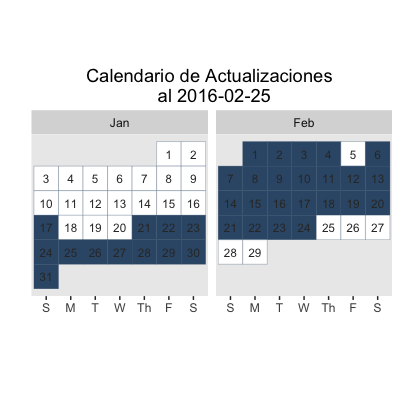 Calendario de Actualizaciones
al 2016-02-25
Jan
1 2
3 4 5 6 7 8 9
10 11 12 13 14 15 16
17 18 19 20 21 22 23
24 25 26 27 28 29 30
31
S M T W Th F S
Feb
1 2 3 4 5 6
7 8 9 10 11 12 13
14 15 16 17 18 19 20
21 22 23 24 25 26 27
28 29
S M T W Th F S